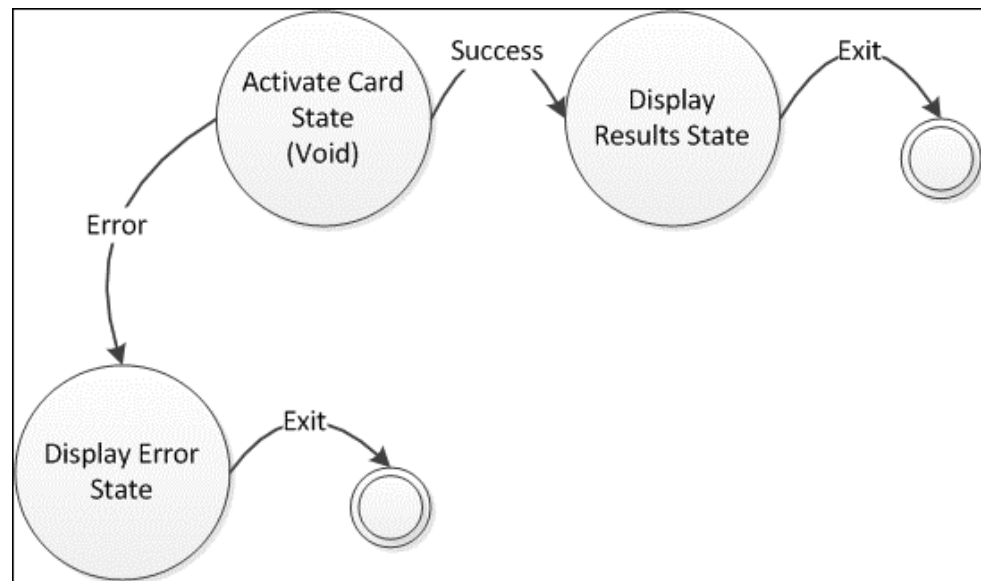 Activate Card
State
(Void)
Success
Display
Results State
Exit
Error
Display Error
State
Exit